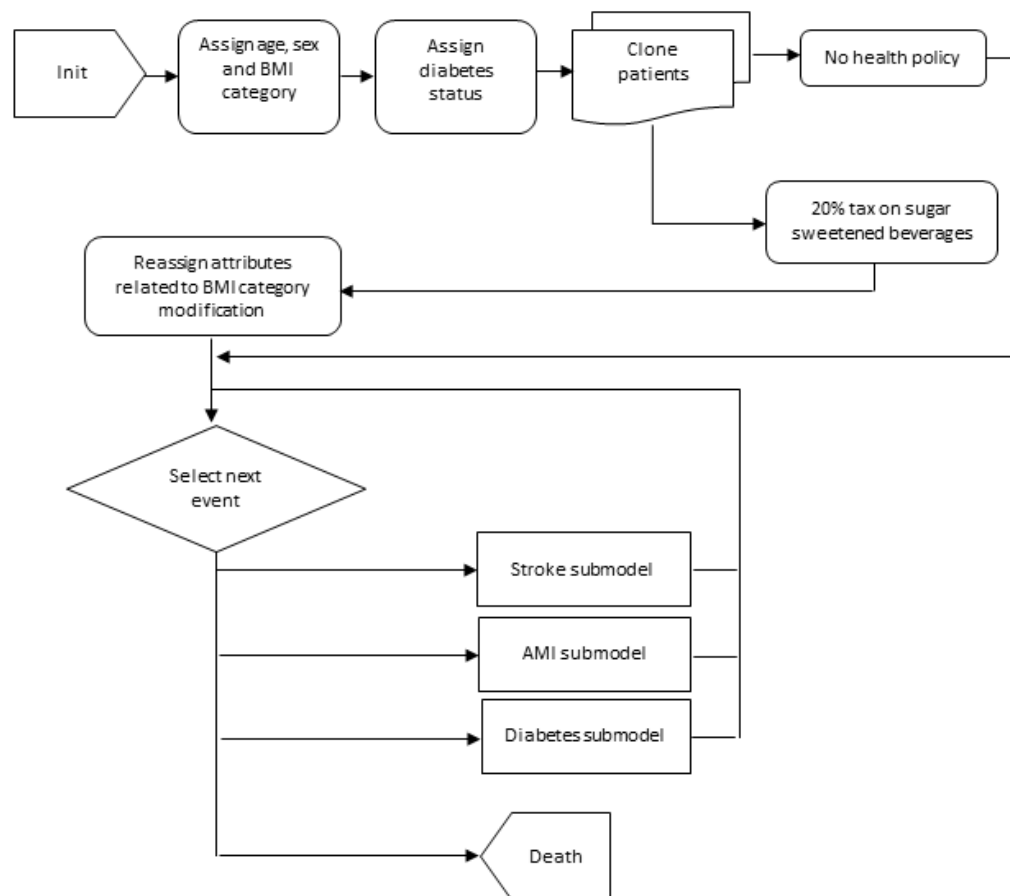 Init
Assign age, sex
and BMI
category
Assign
diabetes
status
Clone
patients
No health policy
20% tax on sugar
sweetened beverages
Reassign attributes
related to BMI category
modification
Select next
event
Stroke submodel
AMI submodel
Diabetes submodel
Death